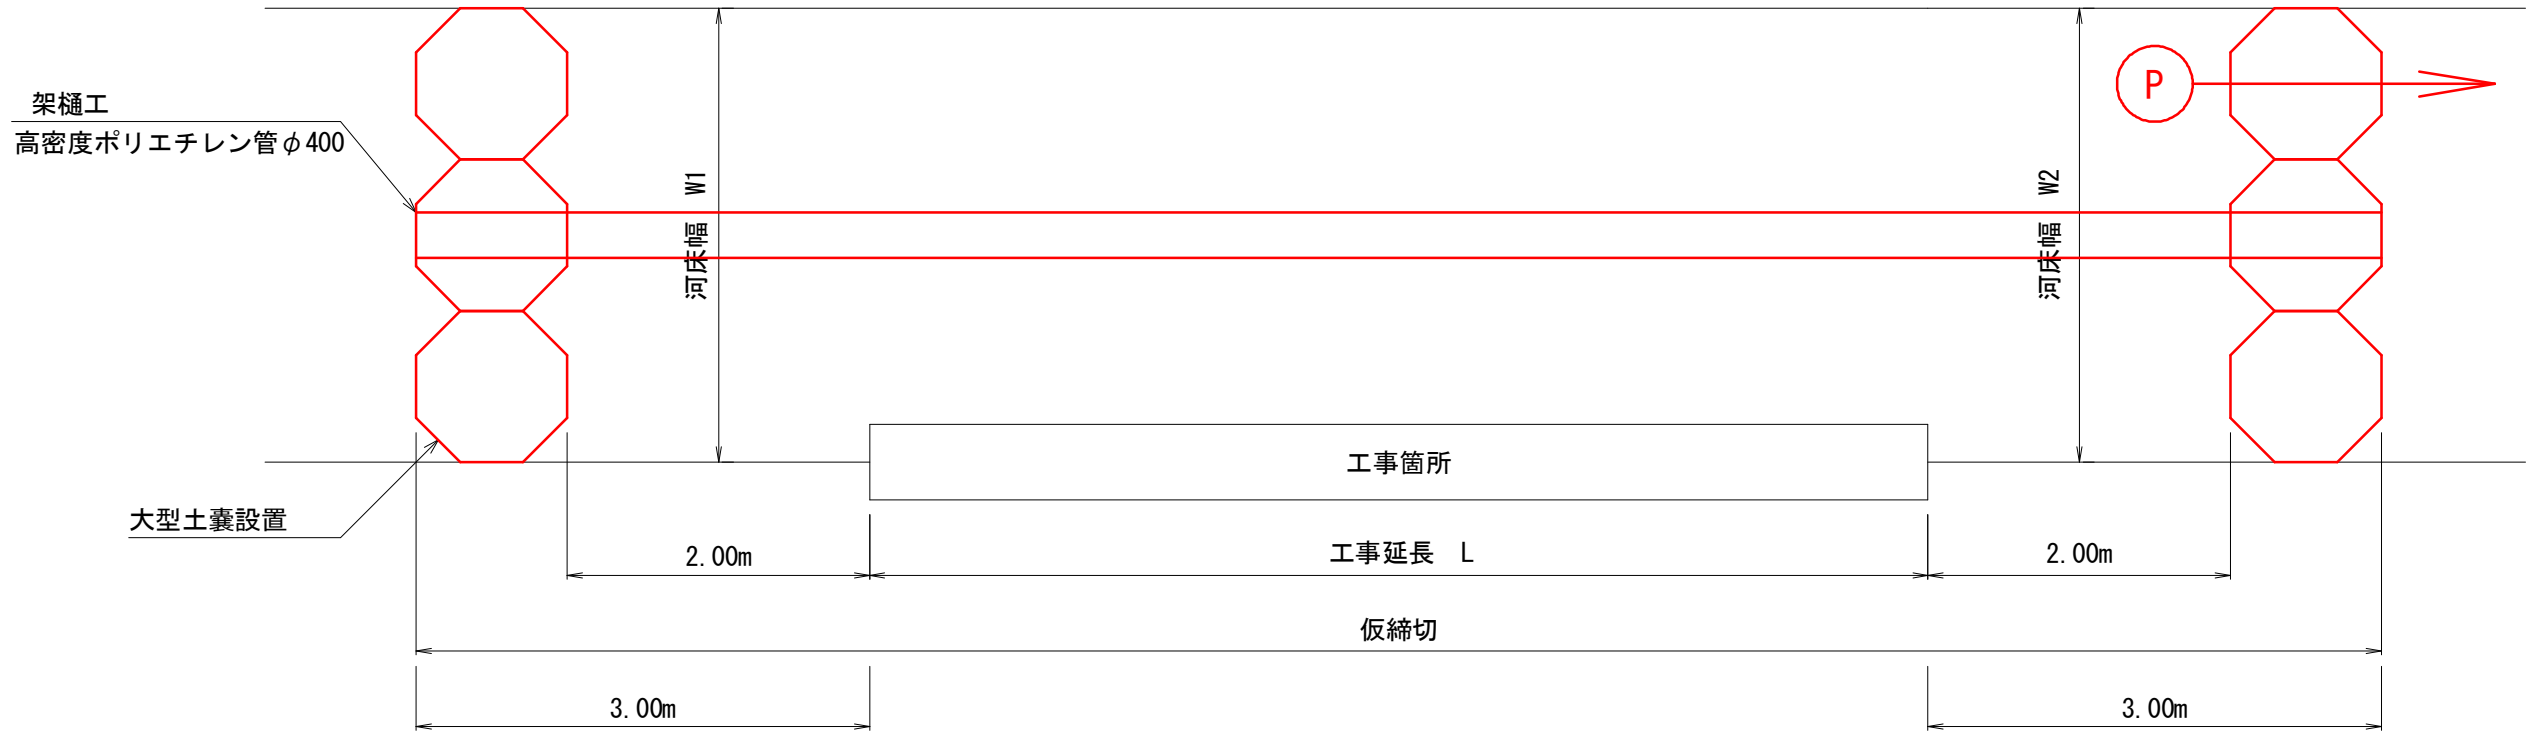 架樋工
高密度ポリエチレン管φ400
河床幅　W1
河床幅　W2
P
工事箇所
大型土嚢設置
2.00m
工事延長　L
2.00m
仮締切
3.00m
3.00m